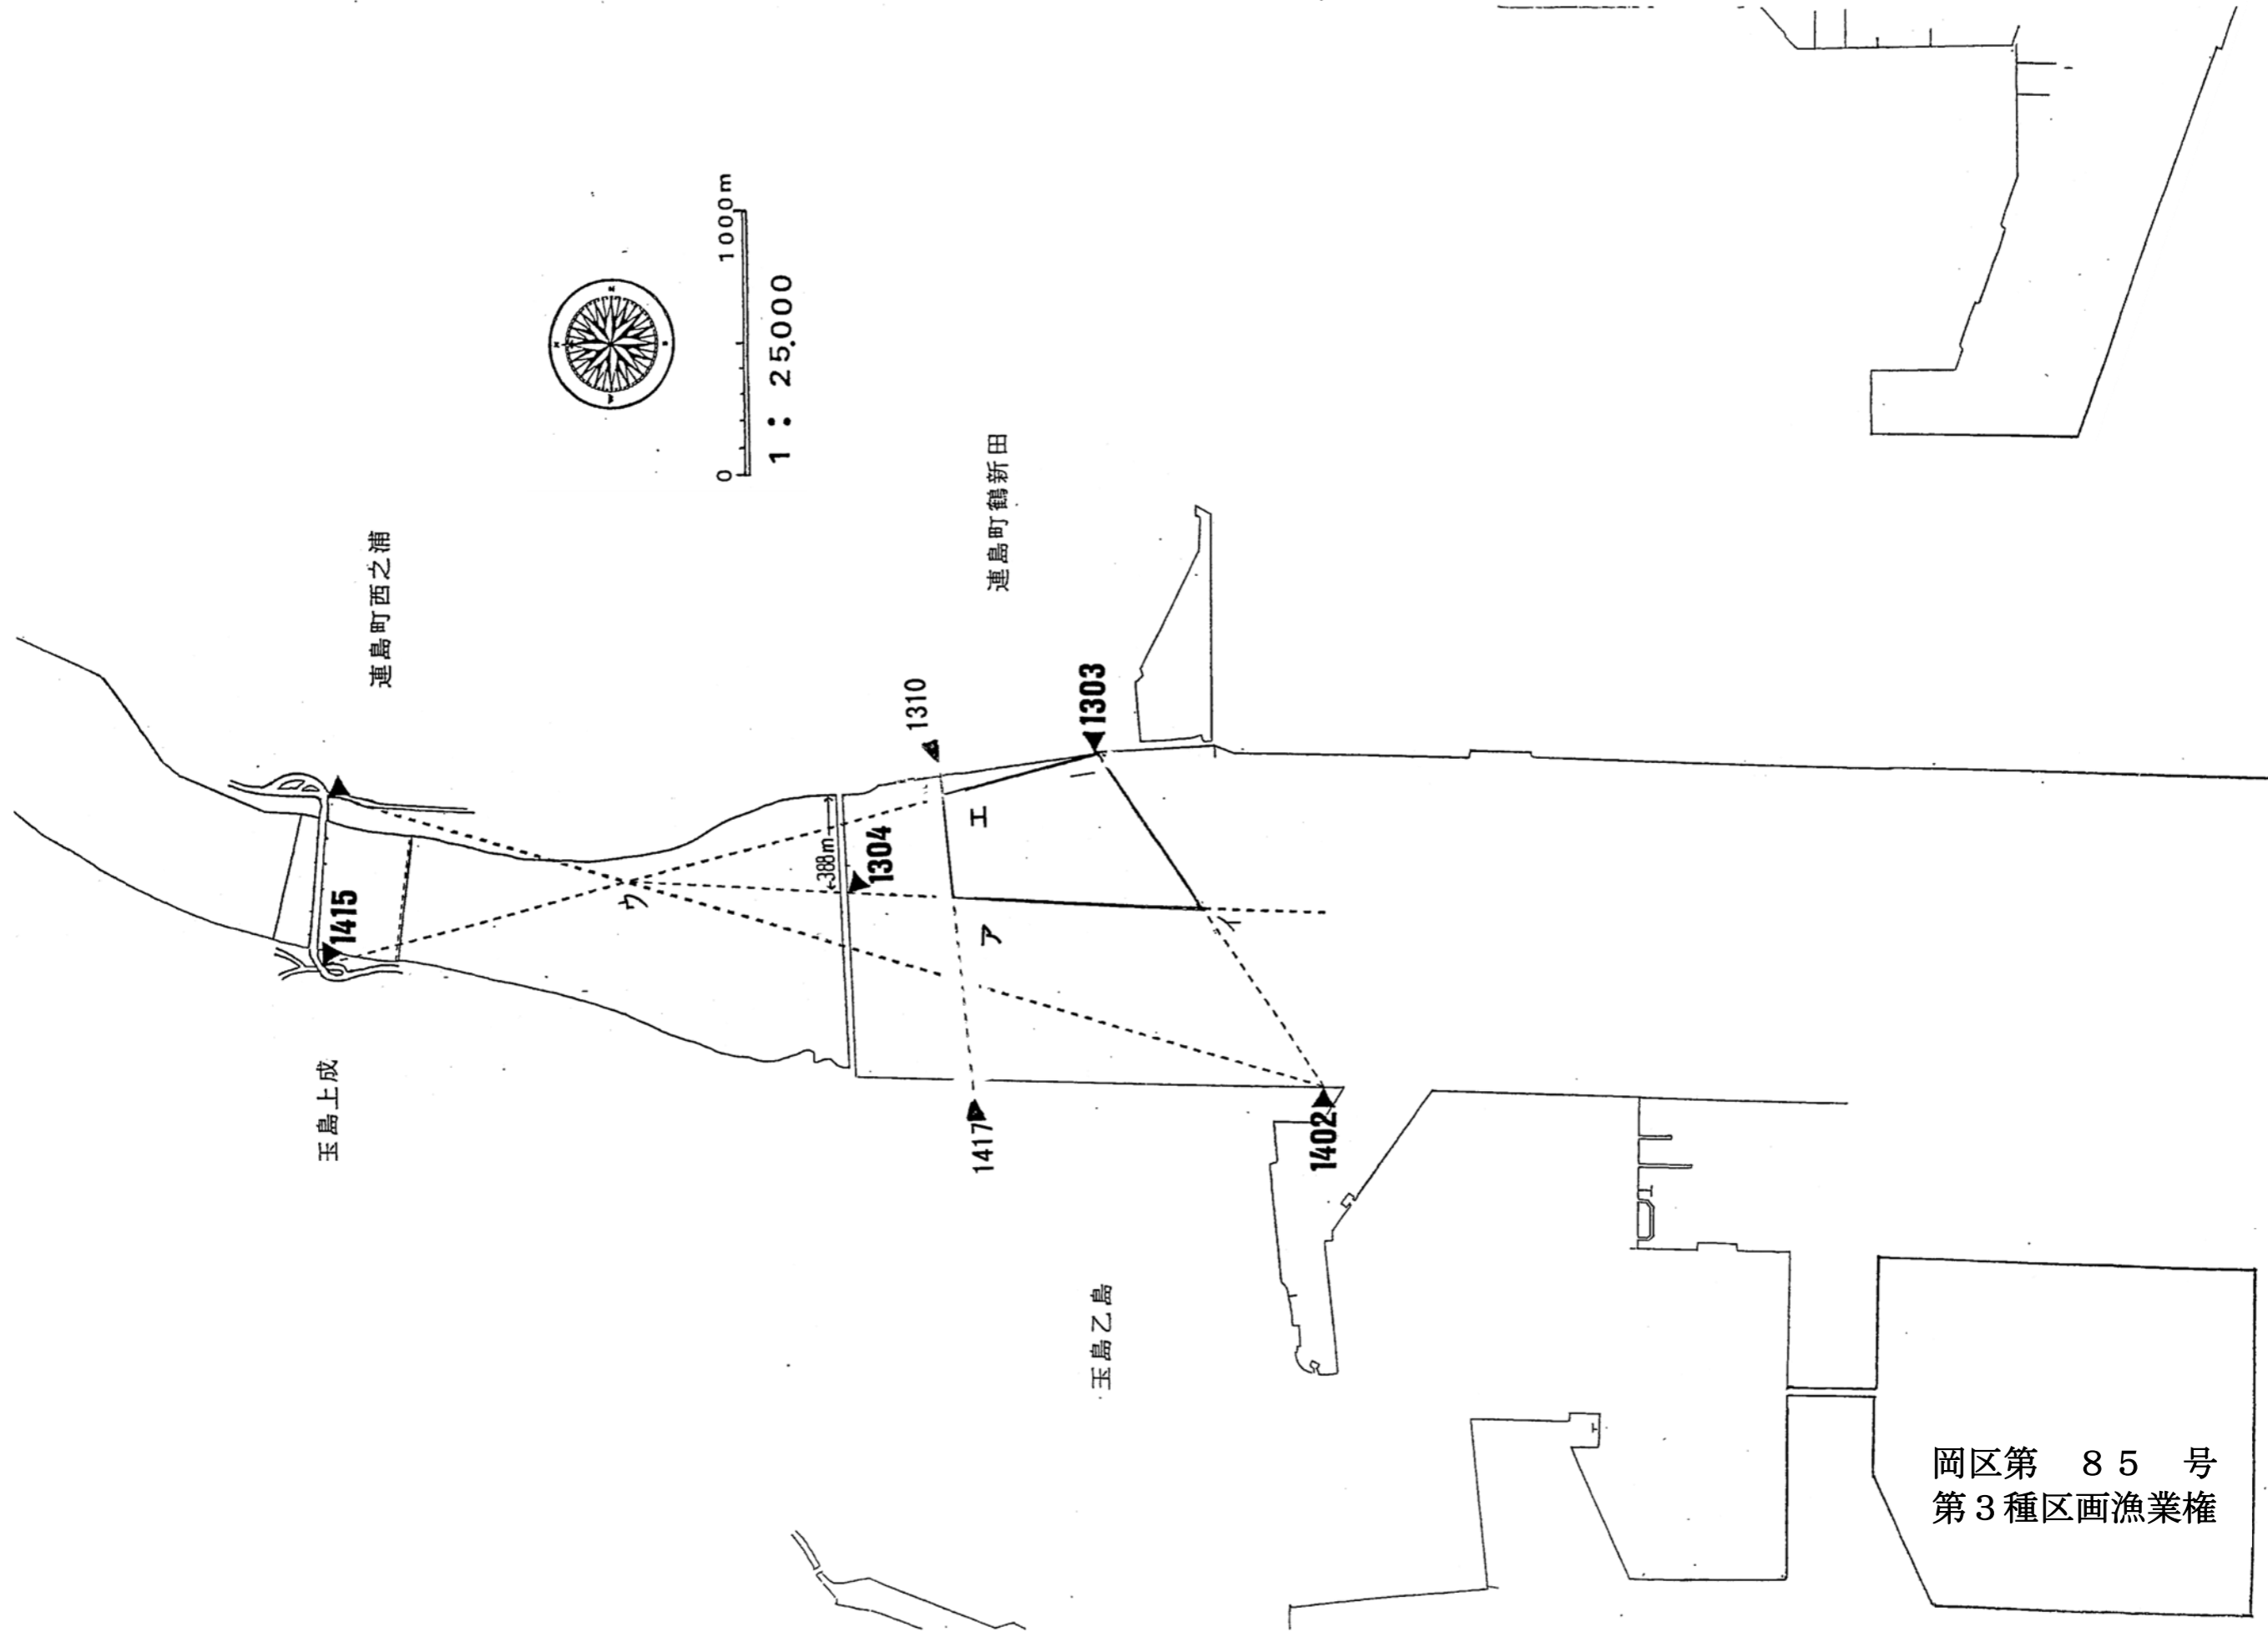 連島町西之浦
1000m
0
1：25,000
連島町鶴新田
1310
1303
388m
1304
エ
ウ
1415
ア
イ
玉島上成
1417
1402
玉島乙島
岡区第　８５　号
第３種区画漁業権